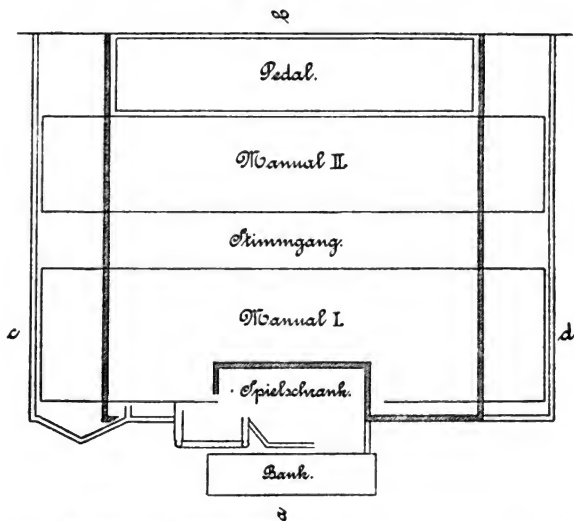 b
Pedal.
Manual II.
Stimmgang.
c
Manual I.
d
Spielschrank.
Bank.
a